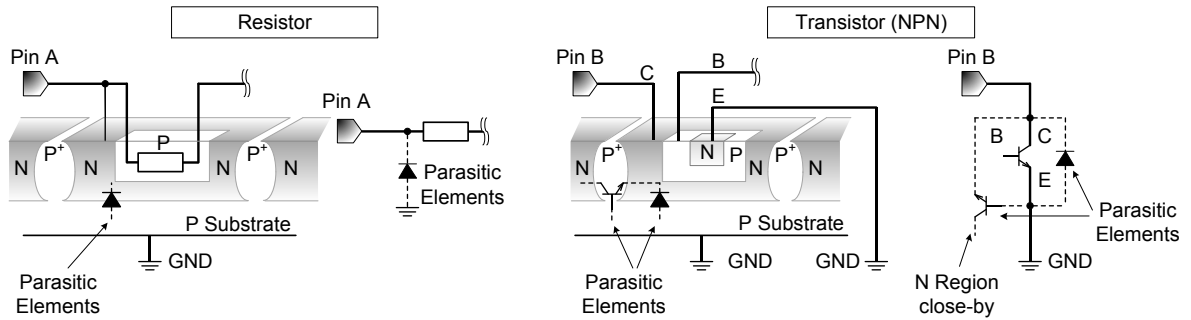 Resistor
Transistor (NPN)
Pin A
Pin B
C
B
E
Pin B
Pin A
N
P+
N
P
P+
N
N
P+
N
P
P+
N
N
B
C
E
Parasitic
Elements
P Substrate
GND
Parasitic
Elements
P Substrate
GND
GND
Parasitic
Elements
Parasitic
Elements
GND
N Region
close-by